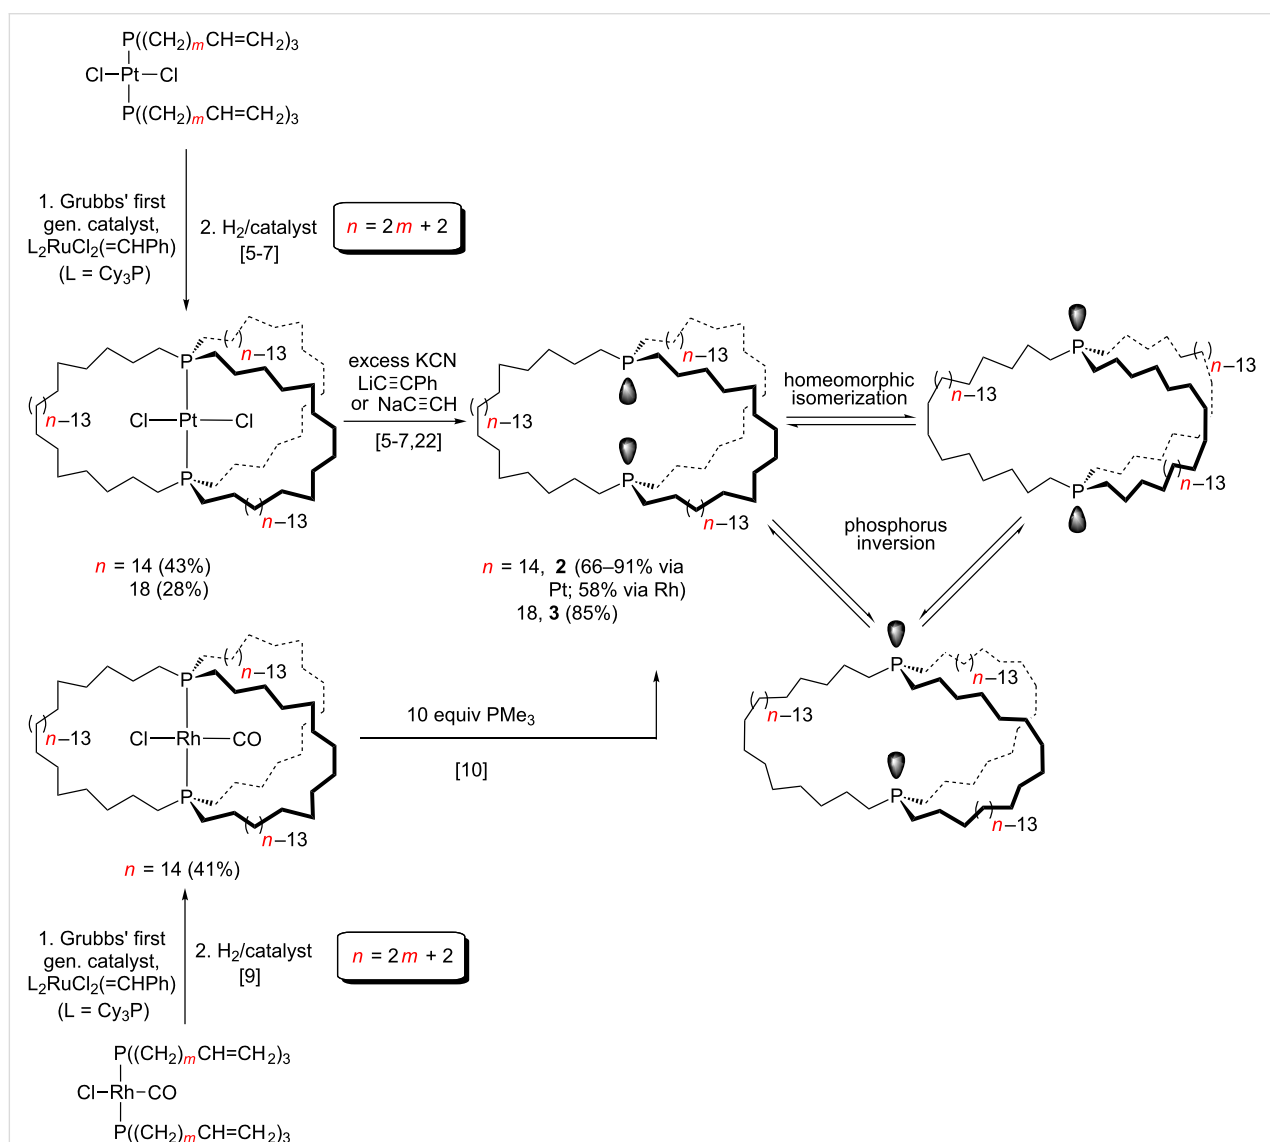 P((CH₂)ₘCH=CH₂)₃
Cl–Pt–Cl
P((CH₂)ₘCH=CH₂)₃
1. Grubbs' first
gen. catalyst,
L₂RuCl₂(=CHPh)
(L = Cy₃P)
2. H₂/catalyst
[5-7]
n = 2m + 2
P
n–13
n–13
Cl–Pt–Cl
P
n–13
n = 14 (43%)
18 (28%)
excess KCN
LiC≡CPh
or NaC≡CH
[5-7,22]
P
n–13
n–13
P
n–13
n = 14, 2 (66–91% via
Pt; 58% via Rh)
18, 3 (85%)
homeomorphic
isomerization
P
n–13
n–13
P
n–13
phosphorus
inversion
P
n–13
n–13
P
n–13
P
n–13
n–13
Cl–Rh–CO
P
n–13
n = 14 (41%)
10 equiv PMe₃
[10]
1. Grubbs' first
gen. catalyst,
L₂RuCl₂(=CHPh)
(L = Cy₃P)
2. H₂/catalyst
[9]
n = 2m + 2
P((CH₂)ₘCH=CH₂)₃
Cl–Rh–CO
P((CH₂)ₘCH=CH₂)₃